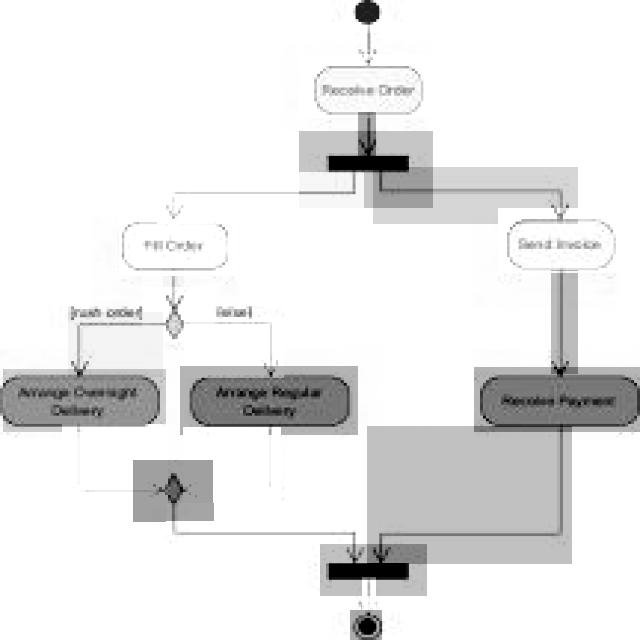 Receive Order
Fill Order
Send Invoice
[rush order]
[else]
Arrange Overnight
Delivery
Arrange Regular
Delivery
Receive Payment